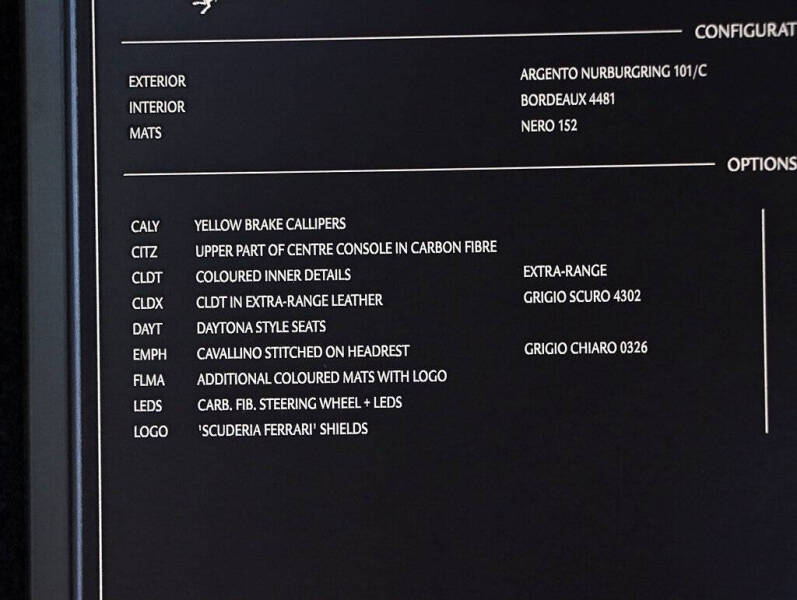 CONFIGURAT
EXTERIOR ARGENTO NURBURGRING 101/C
INTERIOR BORDEAUX 4481
MATS NERO 152
OPTIONS
CALY YELLOW BRAKE CALLIPERS
CITZ UPPER PART OF CENTRE CONSOLE IN CARBON FIBRE
CLDT COLOURED INNER DETAILS EXTRA-RANGE
CLDX CLDT IN EXTRA-RANGE LEATHER GRIGIO SCURO 4302
DAYT DAYTONA STYLE SEATS
EMPH CAVALLINO STITCHED ON HEADREST GRIGIO CHIARO 0326
FLMA ADDITIONAL COLOURED MATS WITH LOGO
LEDS CARB. FIB. STEERING WHEEL + LEDS
LOGO 'SCUDERIA FERRARI' SHIELDS